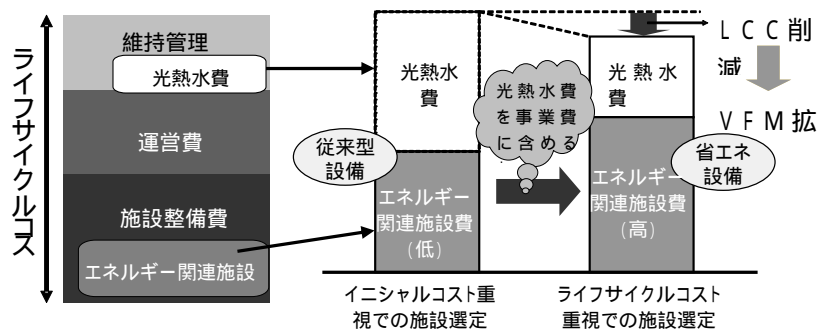 ライフサイクルコス
維持管理
光熱水費
運営費
施設整備費
エネルギー関連施設
従来型
設備
光熱水
費
エネルギー
関連施設費
(低)
イニシャルコスト重
視での施設選定
光熱水費
を事業費
に含める
光熱水
費
エネルギー
関連施設費
(高)
省エネ
設備
ライフサイクルコスト
重視での施設選定
LCC削
減
VFM拡